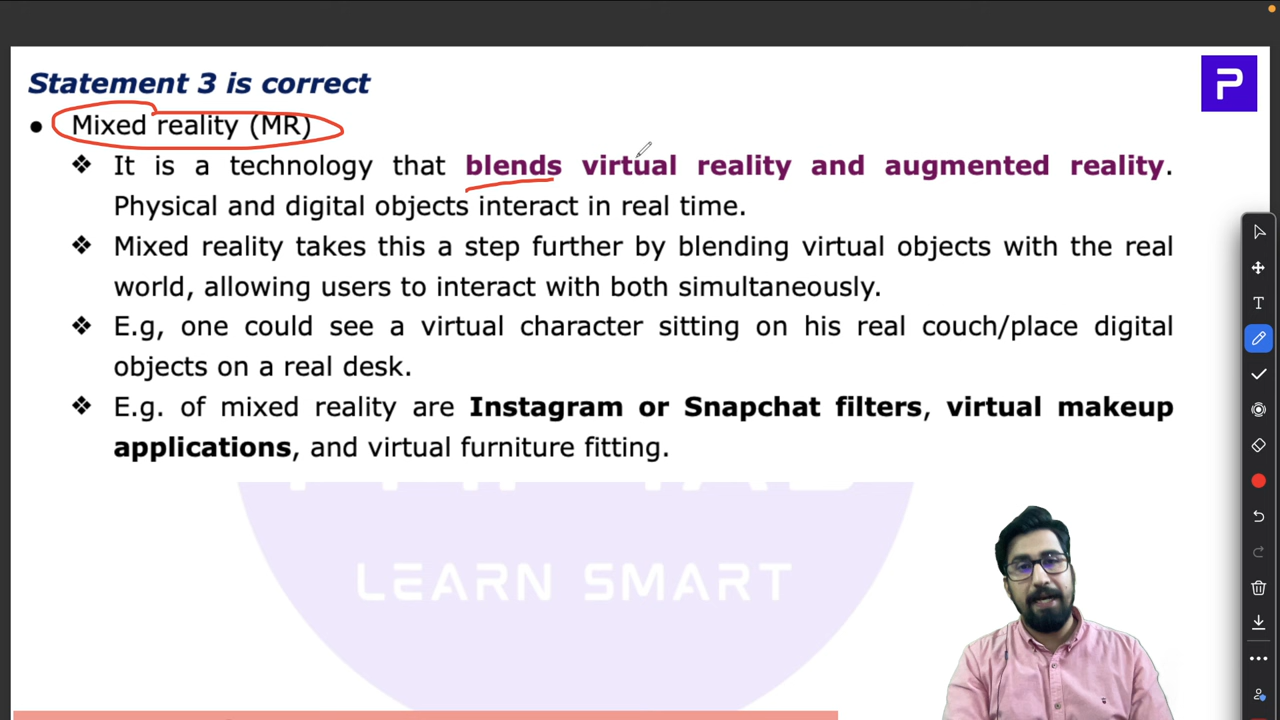 Statement 3 is correct
P
● Mixed reality (MR)
❖ It is a technology that blends virtual reality and augmented reality.
Physical and digital objects interact in real time.
❖ Mixed reality takes this a step further by blending virtual objects with the real
world, allowing users to interact with both simultaneously.
❖ E.g, one could see a virtual character sitting on his real couch/place digital
objects on a real desk.
❖ E.g. of mixed reality are Instagram or Snapchat filters, virtual makeup
applications, and virtual furniture fitting.
LEARN SMART